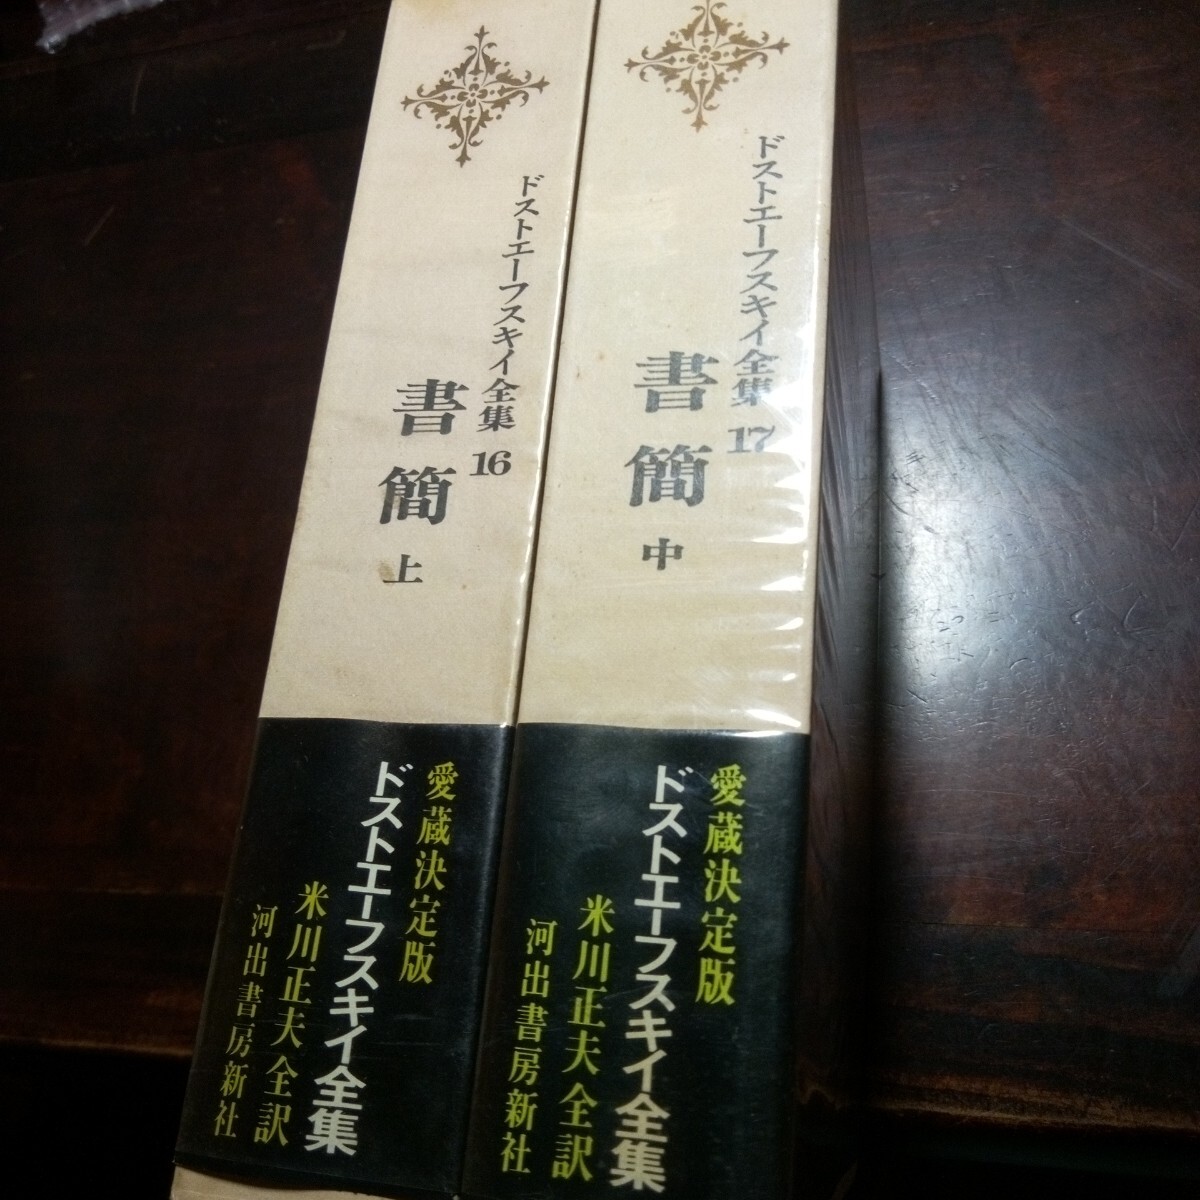 ドストエーフスキイ全集 16
書簡 上
愛蔵決定版
ドストエーフスキイ全集
米川正夫全訳
河出書房新社
ドストエーフスキイ全集 17
書簡 中
愛蔵決定版
ドストエーフスキイ全集
米川正夫全訳
河出書房新社